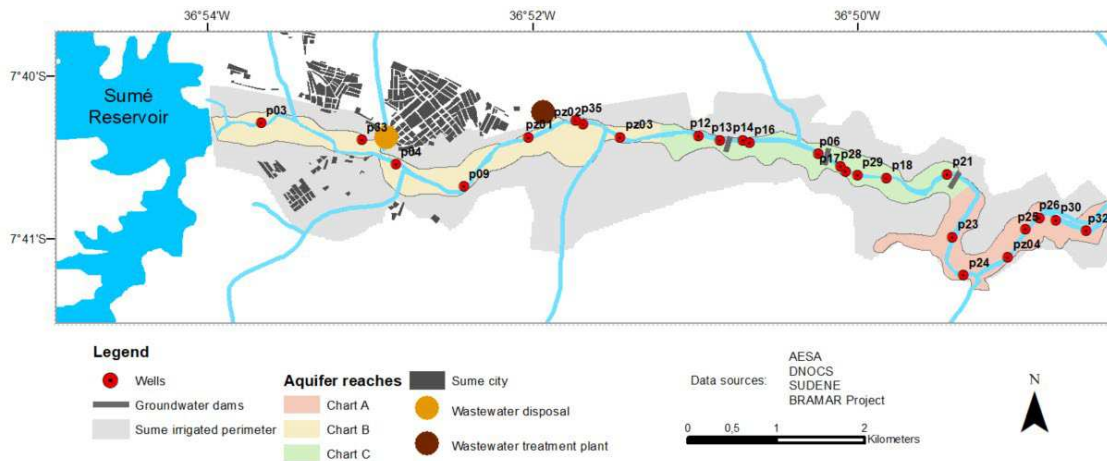 36°54'W
36°52'W
36°50'W
7°40'S
7°41'S
Sumé
Reservoir
p03
p33
p04
p09
pz01
pz02
p35
pz03
p12
p13
p14
p16
p06
p17
p28
p29
p18
p21
p23
p24
pz04
p25
p26
p30
p32
Legend
Wells
Groundwater dams
Sume irrigated perimeter
Aquifer reaches
Chart A
Chart B
Chart C
Sume city
Wastewater disposal
Wastewater treatment plant
Data sources:
AESA
DNOCS
SUDENE
BRAMAR Project
0 0,5 1 2
Kilometers
N